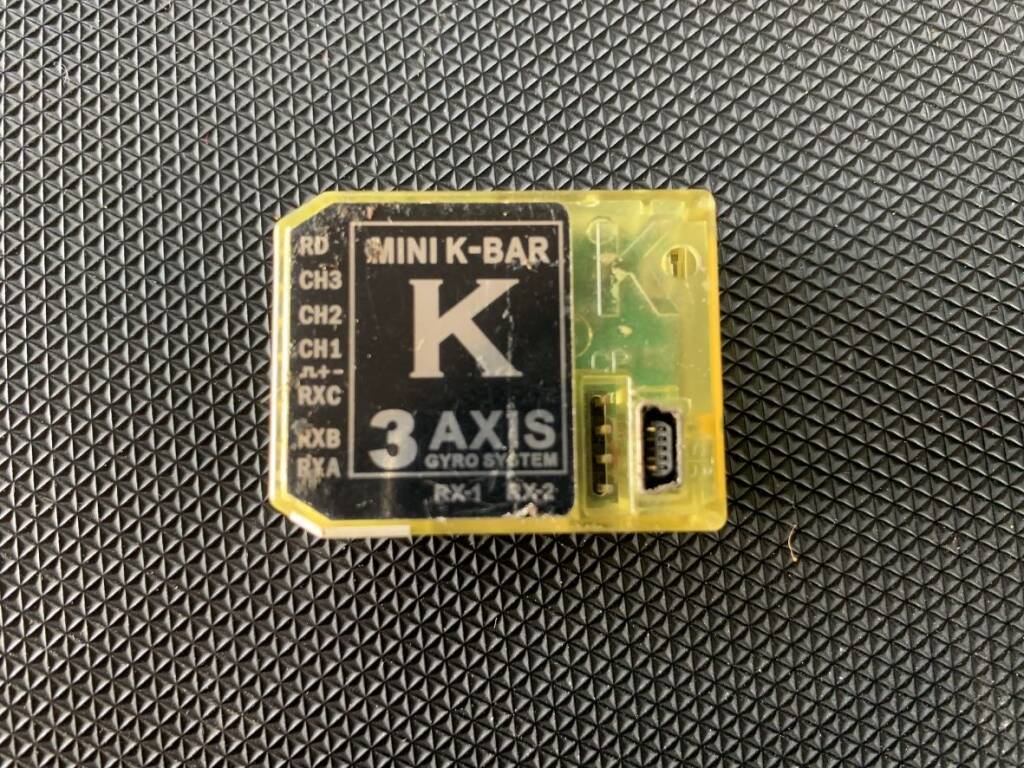 RD
CH3
CH2
CH1
⎍+-
RXC
RXB
RXA
MINI K-BAR
K
3 AXIS
GYRO SYSTEM
RX-1 RX-2
K